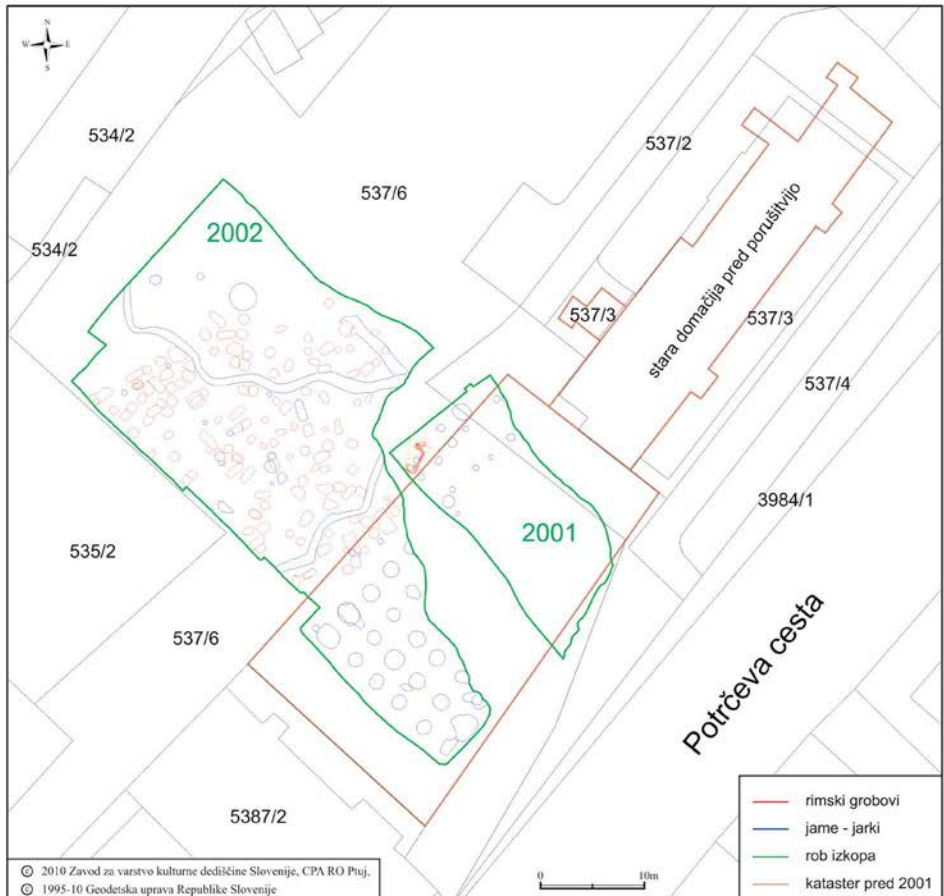 N
W E
S
534/2
537/2
537/6
534/2
2002
stara domačija pred porušitvijo
537/3
537/3
537/4
3984/1
2001
535/2
537/6
Potrčeva cesta
5387/2
rimski grobovi
jame - jarki
rob izkopa
kataster pred 2001
0 10m
© 2010 Zavod za varstvo kulturne dediščine Slovenije, CPA RO Ptuj,
© 1995-10 Geodetska uprava Republike Slovenije